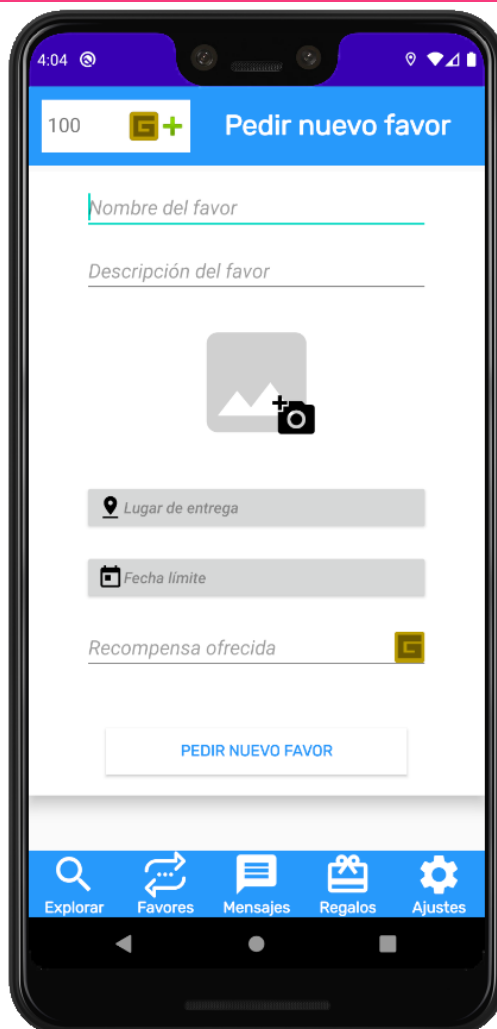 4:04
100 G+ Pedir nuevo favor
Nombre del favor
Descripción del favor
Lugar de entrega
Fecha límite
Recompensa ofrecida G
PEDIR NUEVO FAVOR
Explorar Favores Mensajes Regalos Ajustes